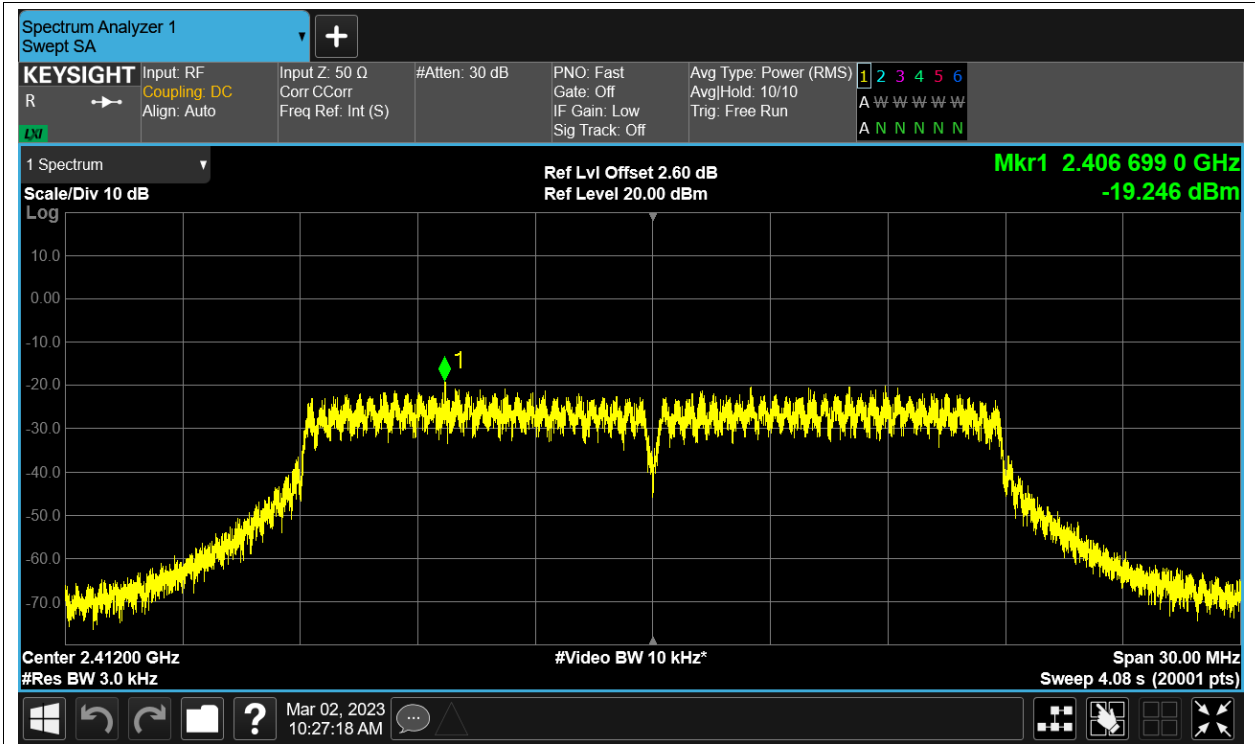 Spectrum Analyzer 1
Swept SA
KEYSIGHT
R
LXI
Input: RF
Coupling: DC
Align: Auto
Input Z: 50 Ω
Corr CCorr
Freq Ref: Int (S)
#Atten: 30 dB
PNO: Fast
Gate: Off
IF Gain: Low
Sig Track: Off
Avg Type: Power (RMS)
Avg|Hold: 10/10
Trig: Free Run
1 2 3 4 5 6
A W W W W W
A N N N N N
1 Spectrum
Scale/Div 10 dB
Log
Ref Lvl Offset 2.60 dB
Ref Level 20.00 dBm
Mkr1 2.406 699 0 GHz
-19.246 dBm
10.0
0.00
-10.0
1
-20.0
-30.0
-40.0
-50.0
-60.0
-70.0
Center 2.41200 GHz
#Video BW 10 kHz*
Span 30.00 MHz
#Res BW 3.0 kHz
Sweep 4.08 s (20001 pts)
?
Mar 02, 2023
10:27:18 AM